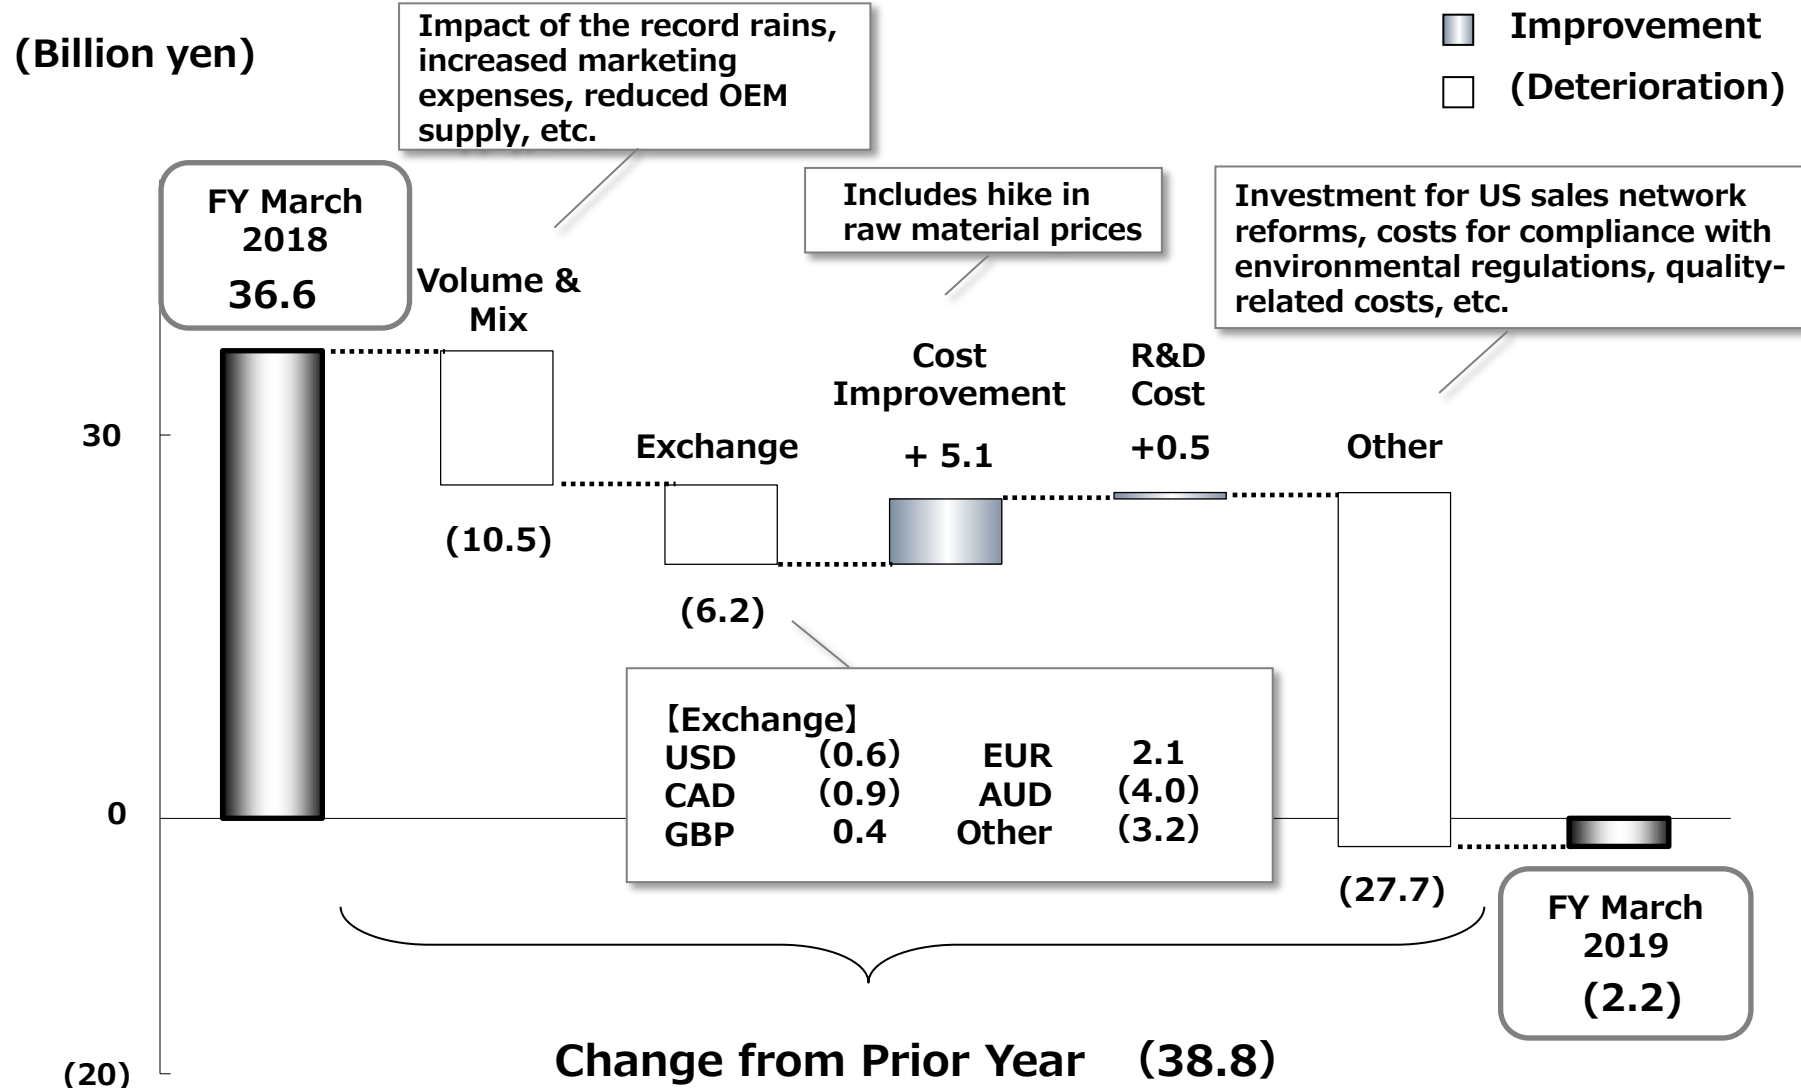 (Billion yen)
Impact of the record rains,
increased marketing
expenses, reduced OEM
supply, etc.
Improvement
(Deterioration)
FY March
2018
36.6
Volume &
Mix
Includes hike in
raw material prices
Investment for US sales network
reforms, costs for compliance with
environmental regulations, quality-
related costs, etc.
Cost
Improvement
+ 5.1
R&D
Cost
+0.5
30
Exchange
Other
(10.5)
(6.2)
【Exchange】
USD (0.6) EUR 2.1
CAD (0.9) AUD (4.0)
GBP 0.4 Other (3.2)
0
(27.7)
FY March
2019
(2.2)
Change from Prior Year (38.8)
(20)